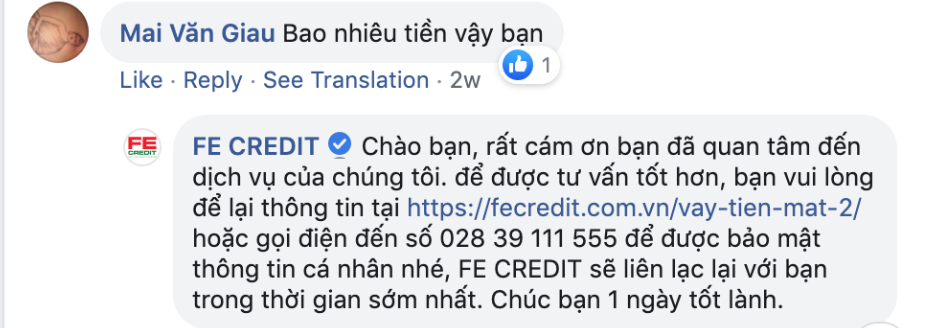 Mai Văn Giau Bao nhiêu tiền vậy bạn
1
Like · Reply · See Translation · 2w
FE CREDIT
FE CREDIT Chào bạn, rất cám ơn bạn đã quan tâm đến
dịch vụ của chúng tôi. để được tư vấn tốt hơn, bạn vui lòng
để lại thông tin tại https://fecredit.com.vn/vay-tien-mat-2/
hoặc gọi điện đến số 028 39 111 555 để được bảo mật
thông tin cá nhân nhé, FE CREDIT sẽ liên lạc lại với bạn
trong thời gian sớm nhất. Chúc bạn 1 ngày tốt lành.